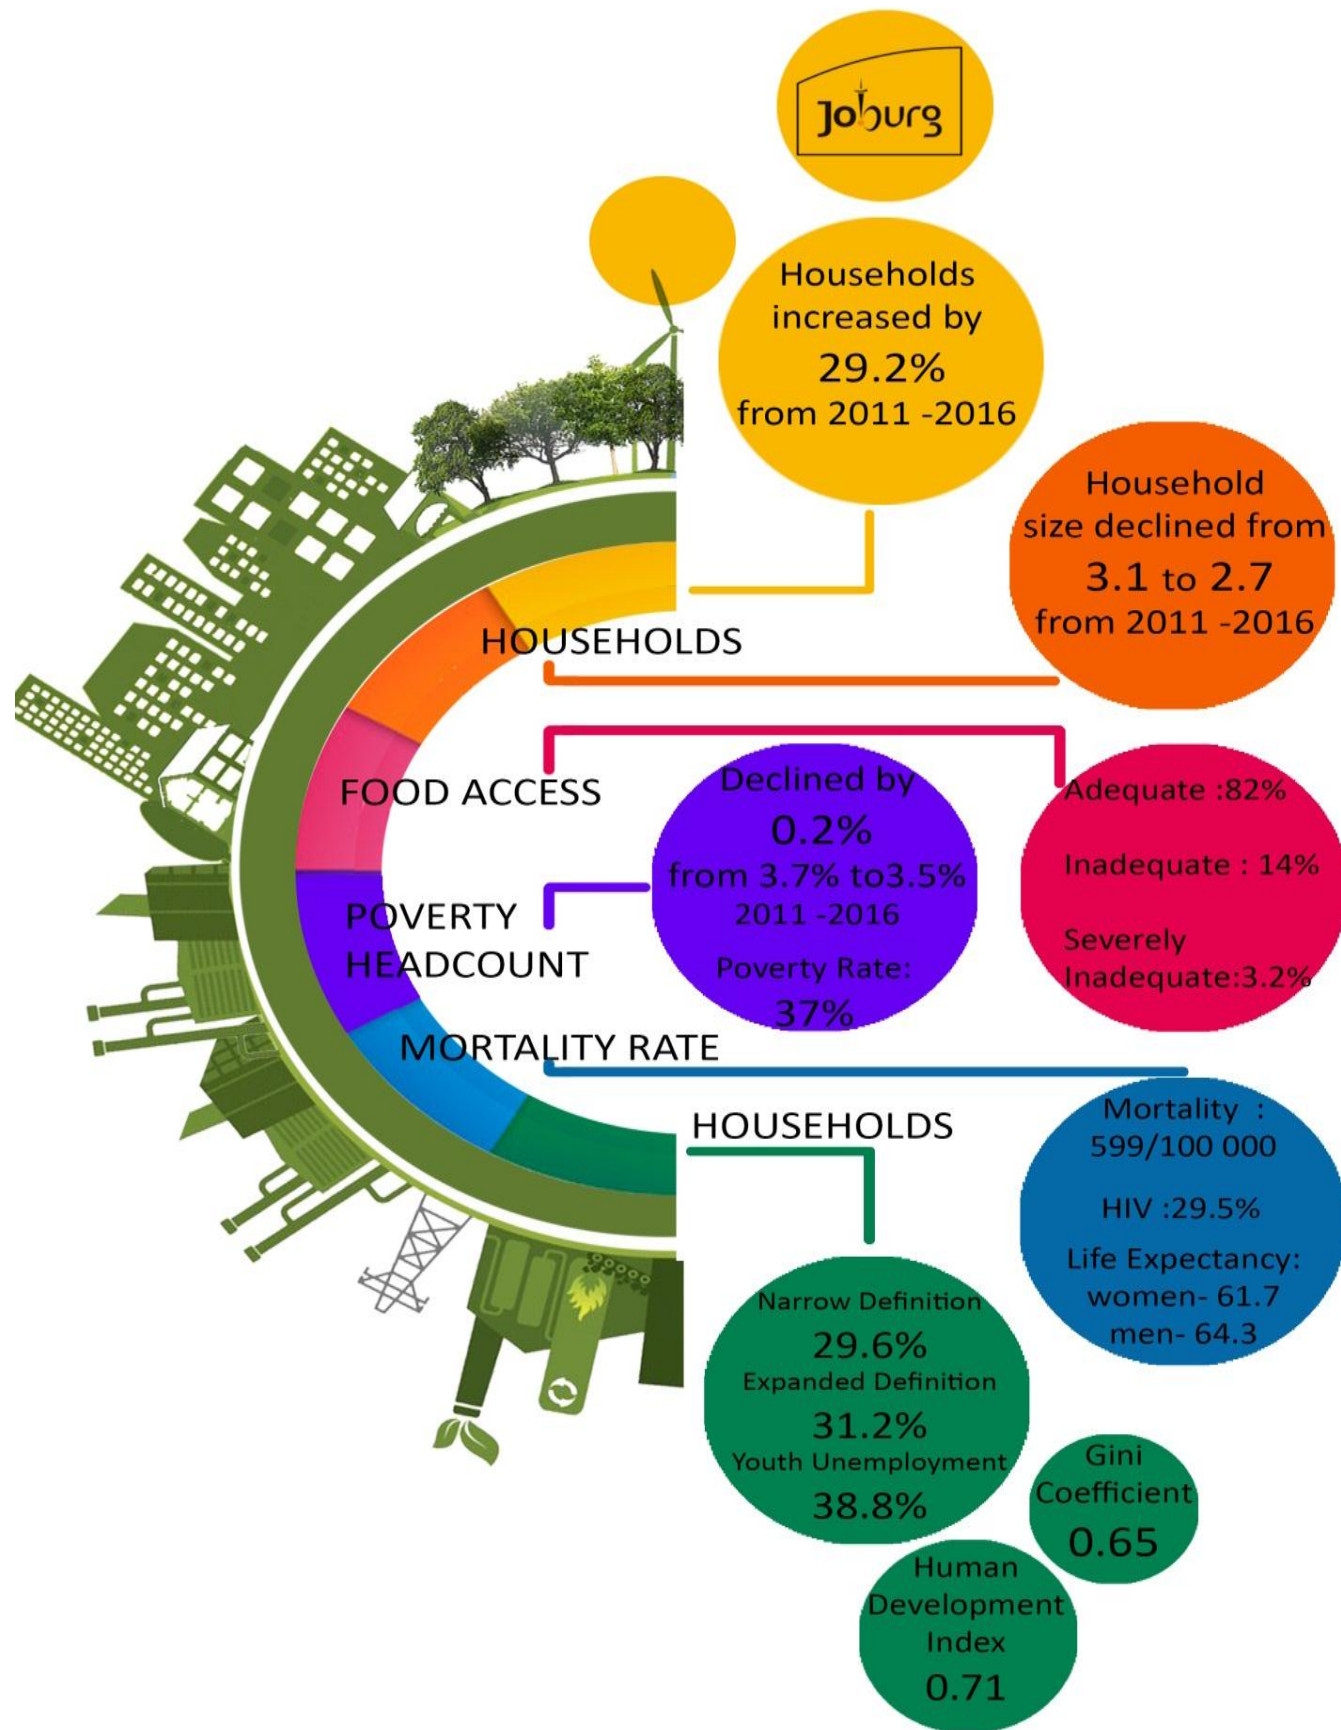 Joburg
Households
increased by
29.2%
from 2011 -2016
Household
size declined from
3.1 to 2.7
from 2011 -2016
HOUSEHOLDS
FOOD ACCESS
Adequate :82%
Inadequate : 14%
Severely
Inadequate:3.2%
POVERTY
HEADCOUNT
Declined by
0.2%
from 3.7% to3.5%
2011 -2016
Poverty Rate:
37%
MORTALITY RATE
Mortality :
599/100 000
HIV :29.5%
Life Expectancy:
women- 61.7
men- 64.3
HOUSEHOLDS
Narrow Definition
29.6%
Expanded Definition
31.2%
Youth Unemployment
38.8%
Gini
Coefficient
0.65
Human
Development
Index
0.71